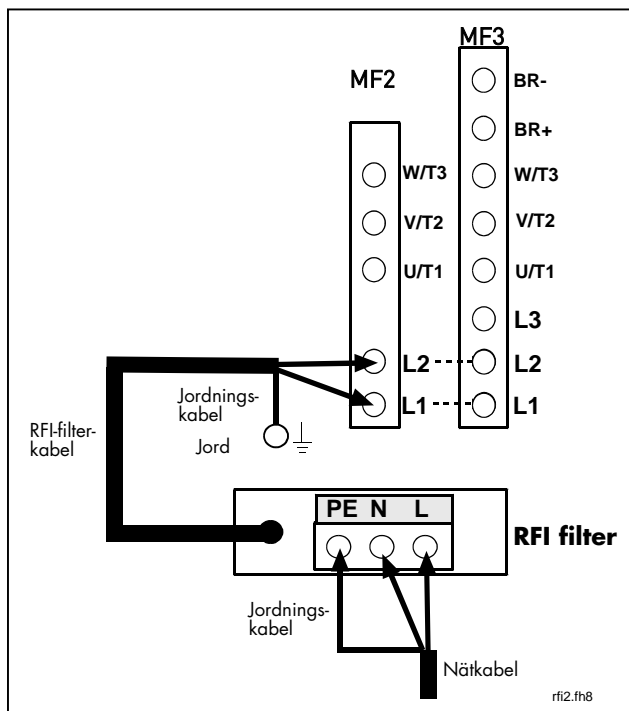 MF3
MF2
BR-
BR+
W/T3
W/T3
V/T2
V/T2
U/T1
U/T1
L3
L2
L2
L1
L1
Jordnings-
kabel
Jord
RFI-filter-
kabel
PE N L
RFI filter
Jordnings-
kabel
Nätkabel
rfi2.fh8